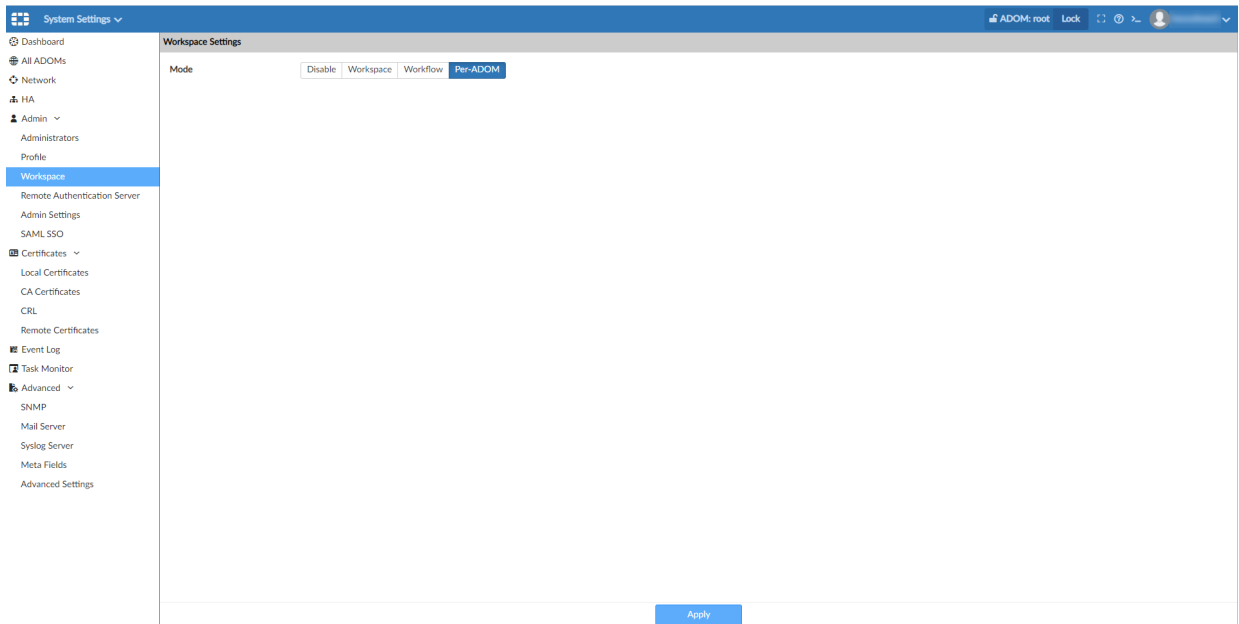 System Settings
ADOM: root Lock
Dashboard
All ADOMs
Network
HA
Admin
Administrators
Profile
Workspace
Remote Authentication Server
Admin Settings
SAML SSO
Certificates
Local Certificates
CA Certificates
CRL
Remote Certificates
Event Log
Task Monitor
Advanced
SNMP
Mail Server
Syslog Server
Meta Fields
Advanced Settings
Workspace Settings
Mode Disable Workspace Workflow Per-ADOM
Apply